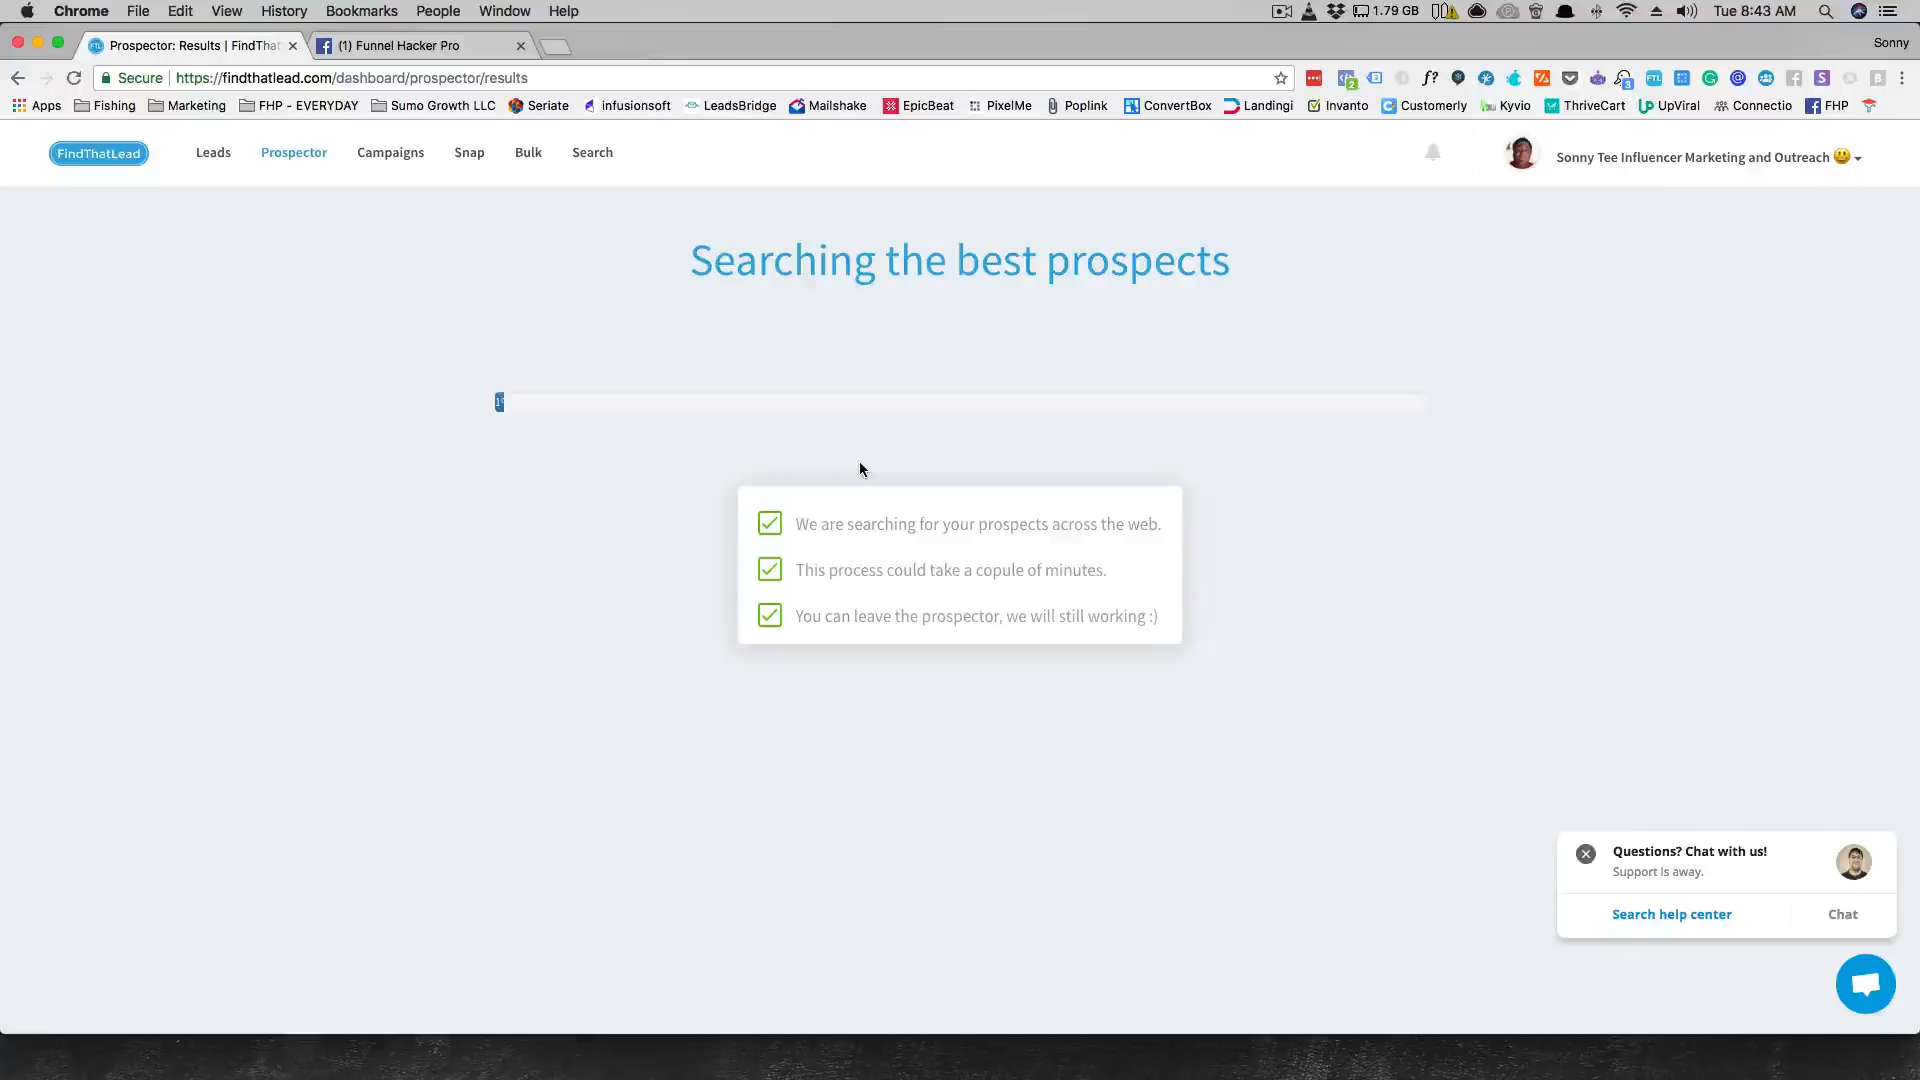 Chrome File Edit View History Bookmarks People Window Help 1.79 GB Tue 8:43 AM
Prospector: Results | FindThat (1) Funnel Hacker Pro Sonny
Secure https://findthatlead.com/dashboard/prospector/results
Apps Fishing Marketing FHP - EVERYDAY Sumo Growth LLC Seriate infusionsoft LeadsBridge Mailshake EpicBeat PixelMe Poplink ConvertBox Landingi Invanto Customerly Kyvio ThriveCart UpViral Connectio FHP
FindThatLead Leads Prospector Campaigns Snap Bulk Search Sonny Tee Influencer Marketing and Outreach 😃
Searching the best prospects
We are searching for your prospects across the web.
This process could take a copule of minutes.
You can leave the prospector, we will still working :)
Questions? Chat with us!
Support is away.
Search help center Chat